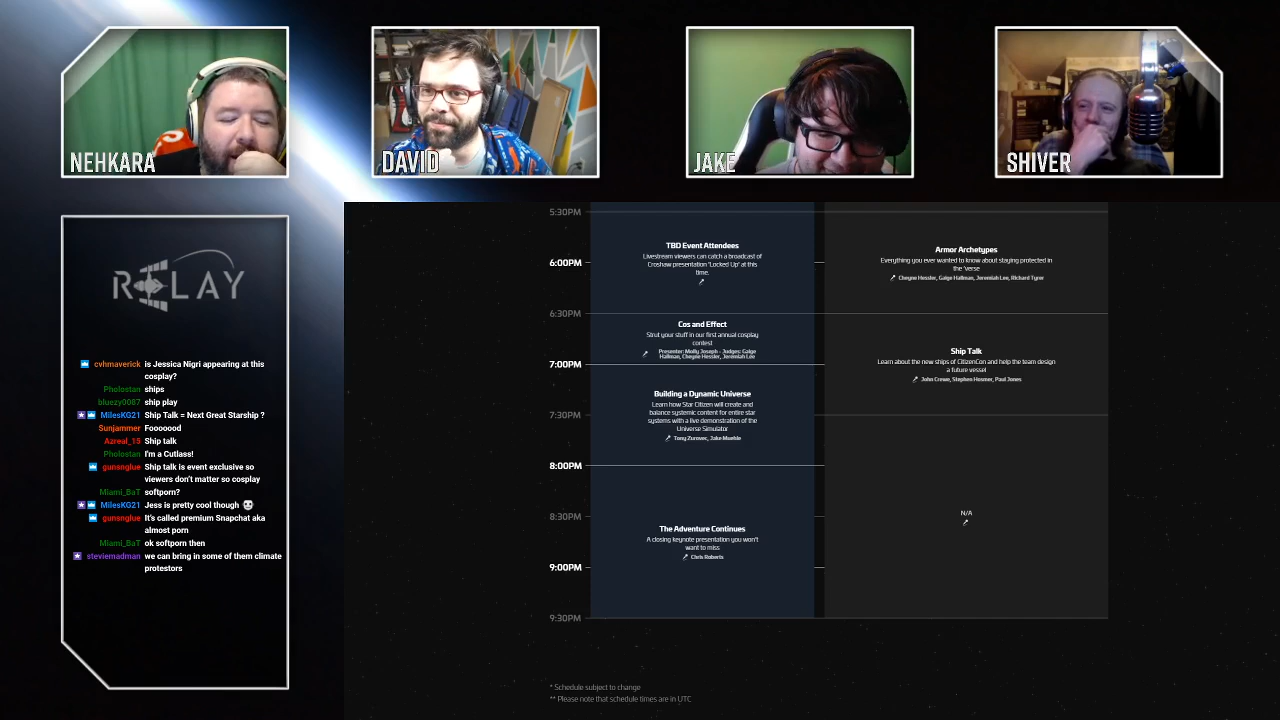 NEHKARA
DAVID
JAKE
SHIVER
RELAY
cvhmaverick is Jessica Nigri appearing at this
cosplay?
Pholostan ships
bluezy0087 ship play
MilesKG21 Ship Talk = Next Great Starship ?
Sunjammer Fooooood
Azreal_15 Ship talk
Pholostan I'm a Cutlass!
gunsnglue Ship talk is event exclusive so
viewers don't matter so cosplay
Miami_BaT softporn?
MilesKG21 Jess is pretty cool though
gunsnglue It's called premium Snapchat aka
almost porn
Miami_BaT ok softporn then
steviemadman we can bring in some of them climate
protestors
5:30PM
6:00PM
6:30PM
7:00PM
7:30PM
8:00PM
8:30PM
9:00PM
9:30PM
TBD Event Attendees
Livestream viewers can catch a broadcast of
Croshaw presentation 'Locked Up' at this
time.
Cos and Effect
Strut your stuff in our first annual cosplay
contest
Presenter: Molly Joseph - Judges: Gaige
Hallman, Cheyne Hessler, Jeremiah Lee
Building a Dynamic Universe
Learn how Star Citizen will create and
balance systemic content for entire star
systems with a live demonstration of the
Universe Simulator
Tony Zurovec, Jake Muehle
The Adventure Continues
A closing keynote presentation you won't
want to miss
Chris Roberts
Armor Archetypes
Everything you ever wanted to know about staying protected in
the 'verse
Cheyne Hessler, Gaige Hallman, Jeremiah Lee, Richard Tyrer
Ship Talk
Learn about the new ships of CitizenCon and help the team design
a future vessel
John Crewe, Stephen Hosmer, Paul Jones
N/A
* Schedule subject to change
** Please note that schedule times are in UTC